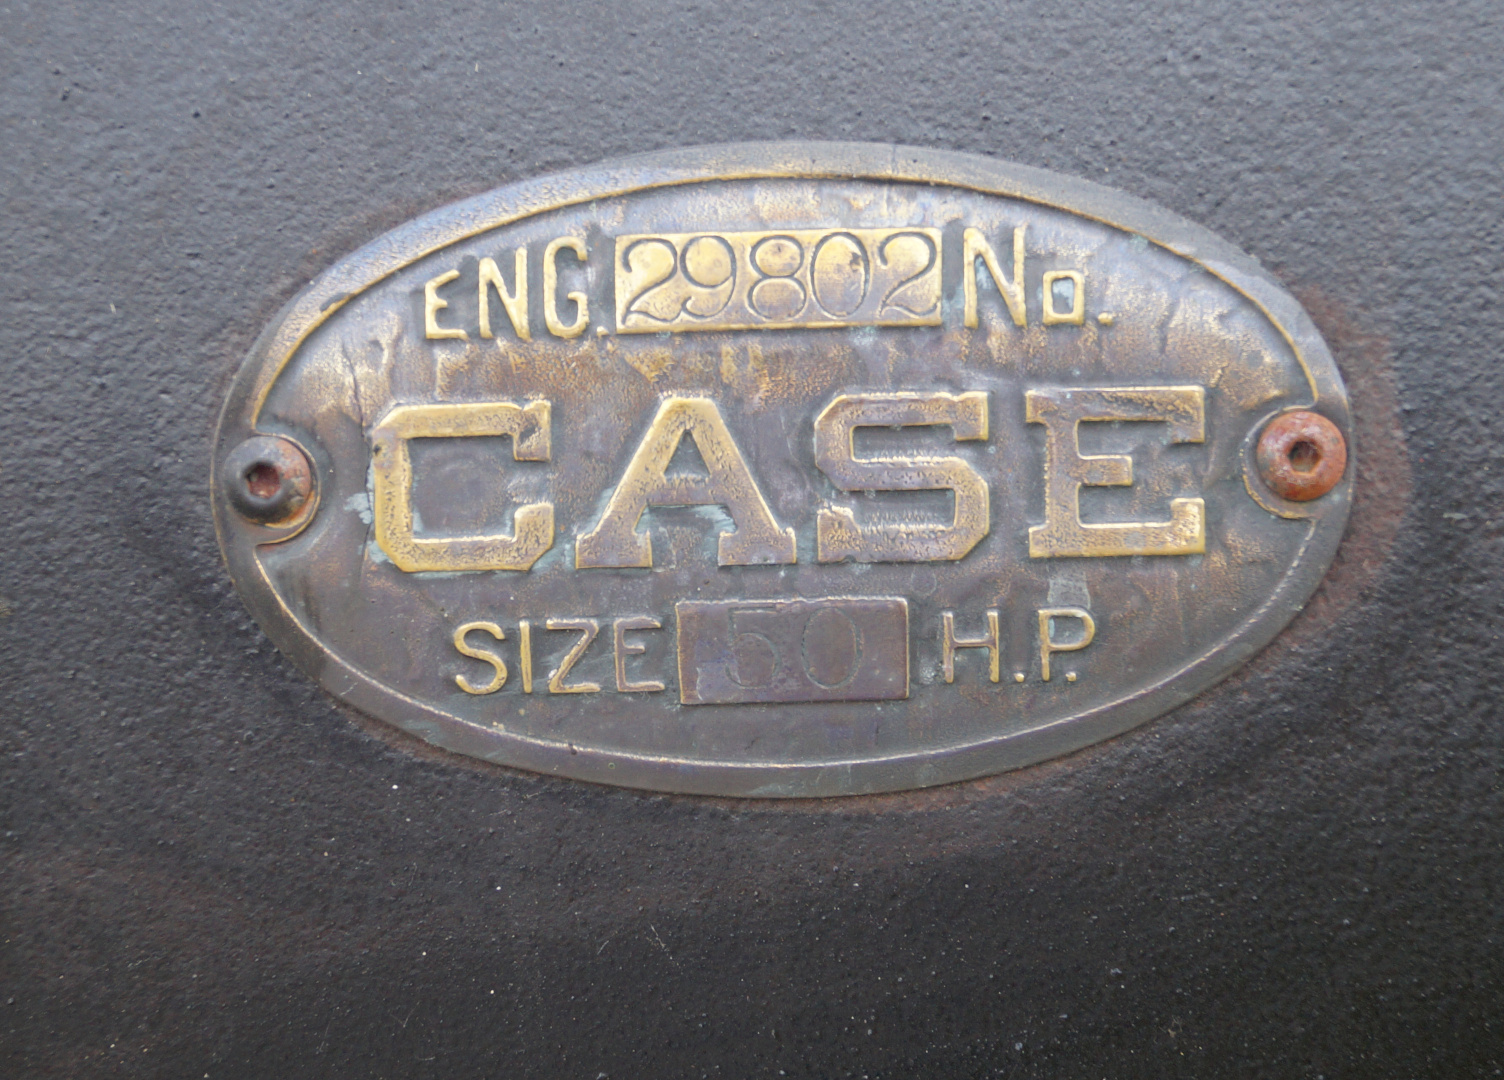 ENG. 29802 No.
CASE
SIZE 50 H.P.